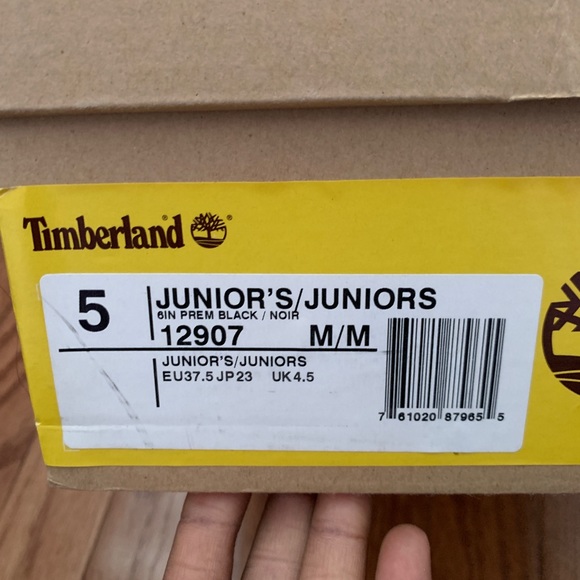 Timberland® ®
5
JUNIOR'S/JUNIORS
6IN PREM BLACK / NOIR
12907 M/M
JUNIOR'S/JUNIORS
EU37.5 JP23 UK4.5
7 61020 87965 5